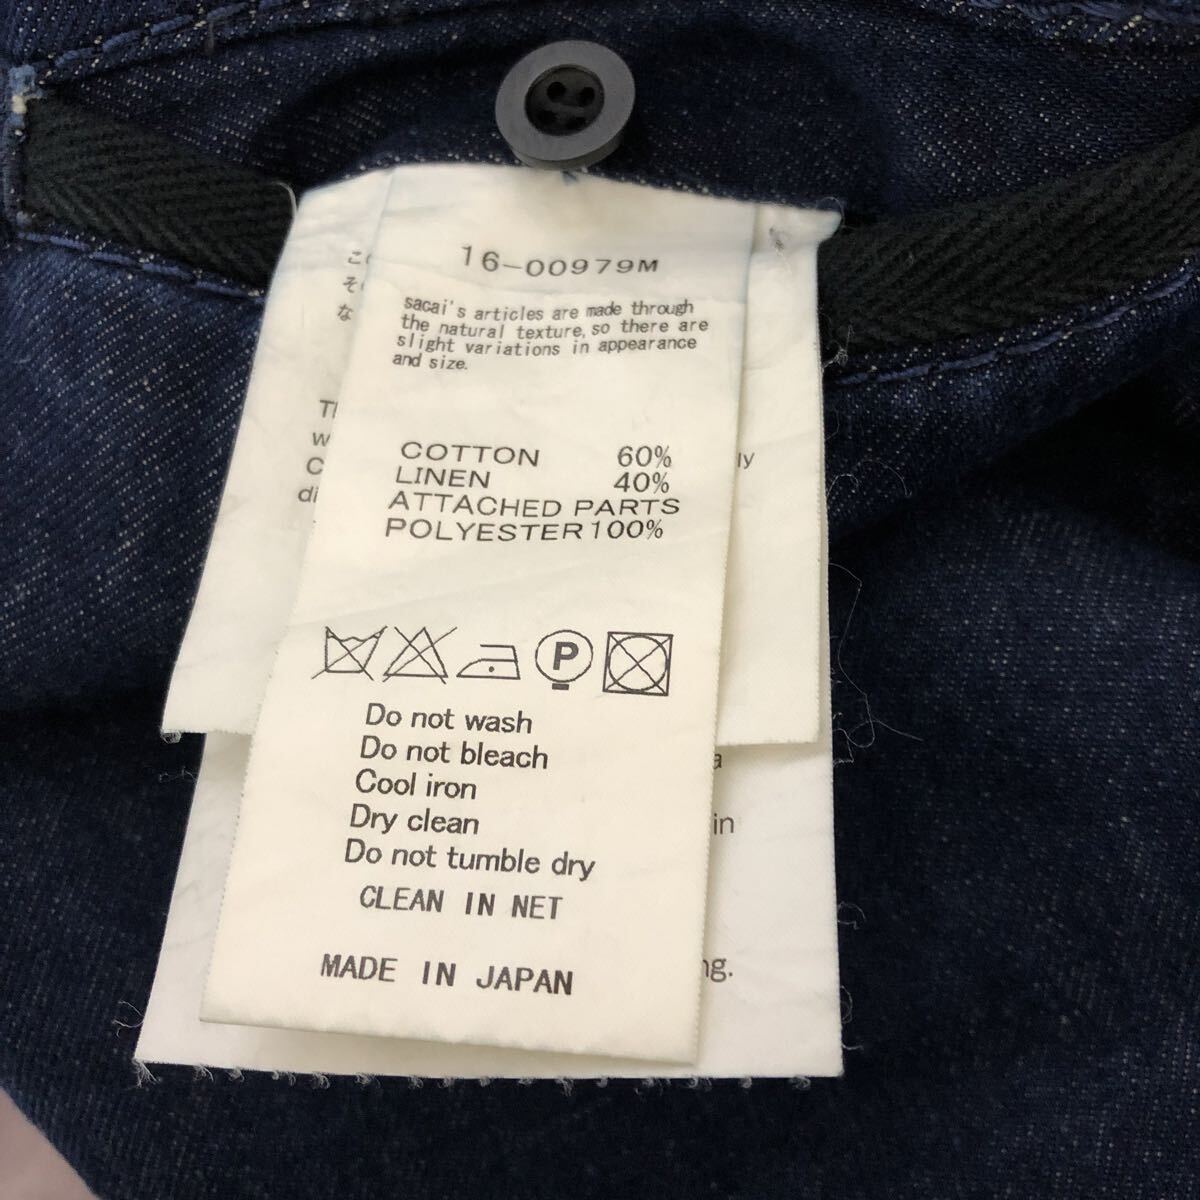 16-00979M
sacai's articles are made through
the natural texture, so there are
slight variations in appearance
and size.
COTTON 60%
LINEN 40%
ATTACHED PARTS
POLYESTER 100%
P
Do not wash
Do not bleach
Cool iron
Dry clean
Do not tumble dry
CLEAN IN NET
MADE IN JAPAN